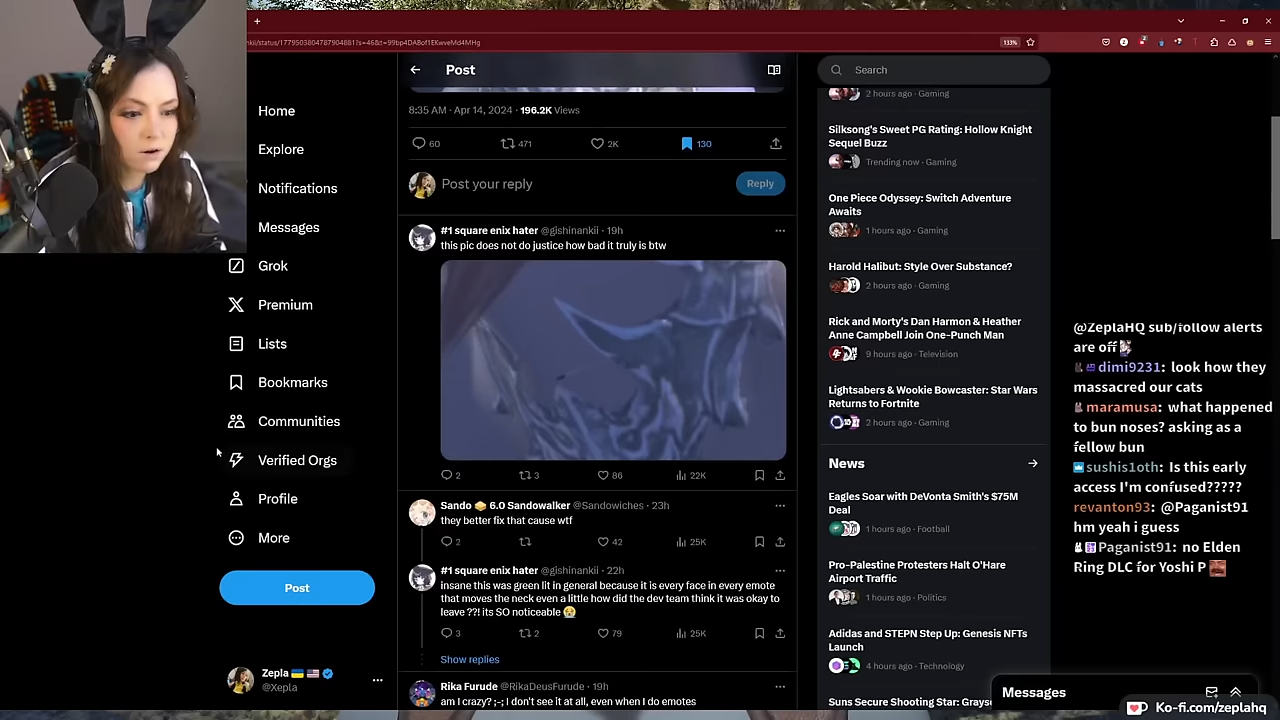 nkii/status/1779503804787904881?s=46&t=99bp4DABof1EKwveMd4MHg
133%
Post
Search
8:35 AM · Apr 14, 2024 · 196.2K Views
60
471
2K
130
Post your reply
Reply
#1 square enix hater @gishinankii · 19h
this pic does not do justice how bad it truly is btw
2
3
86
22K
Sando 6.0 Sandowalker @Sandowiches · 23h
they better fix that cause wtf
2
42
25K
#1 square enix hater @gishinankii · 22h
insane this was green lit in general because it is every face in every emote
that moves the neck even a little how did the dev team think it was okay to
leave ??! its SO noticeable 😭
3
2
79
25K
Show replies
Rika Furude @RikaDeusFurude · 19h
am I crazy? ;-; I don't see it at all, even when I do emotes
Home
Explore
Notifications
Messages
Grok
Premium
Lists
Bookmarks
Communities
Verified Orgs
Profile
More
Post
Zepla 🇺🇦 🇺🇸
@Xepla
2 hours ago · Gaming
Silksong's Sweet PG Rating: Hollow Knight
Sequel Buzz
Trending now · Gaming
One Piece Odyssey: Switch Adventure
Awaits
1 hours ago · Gaming
Harold Halibut: Style Over Substance?
2 hours ago · Gaming
Rick and Morty's Dan Harmon & Heather
Anne Campbell Join One-Punch Man
9 hours ago · Television
Lightsabers & Wookie Bowcaster: Star Wars
Returns to Fortnite
2 hours ago · Gaming
News
Eagles Soar with DeVonta Smith's $75M
Deal
1 hours ago · Football
Pro-Palestine Protesters Halt O'Hare
Airport Traffic
1 hours ago · Politics
Adidas and STEPN Step Up: Genesis NFTs
Launch
4 hours ago · Technology
Suns Secure Shooting Star: Grays
Messages
@ZeplaHQ sub/follow alerts
are off
dimi9231: look how they
massacred our cats
maramusa: what happened
to bun noses? asking as a
fellow bun
sushis1oth: Is this early
access I'm confused?????
revanton93: @Paganist91
hm yeah i guess
Paganist91: no Elden
Ring DLC for Yoshi P
Ko-fi.com/zeplahq